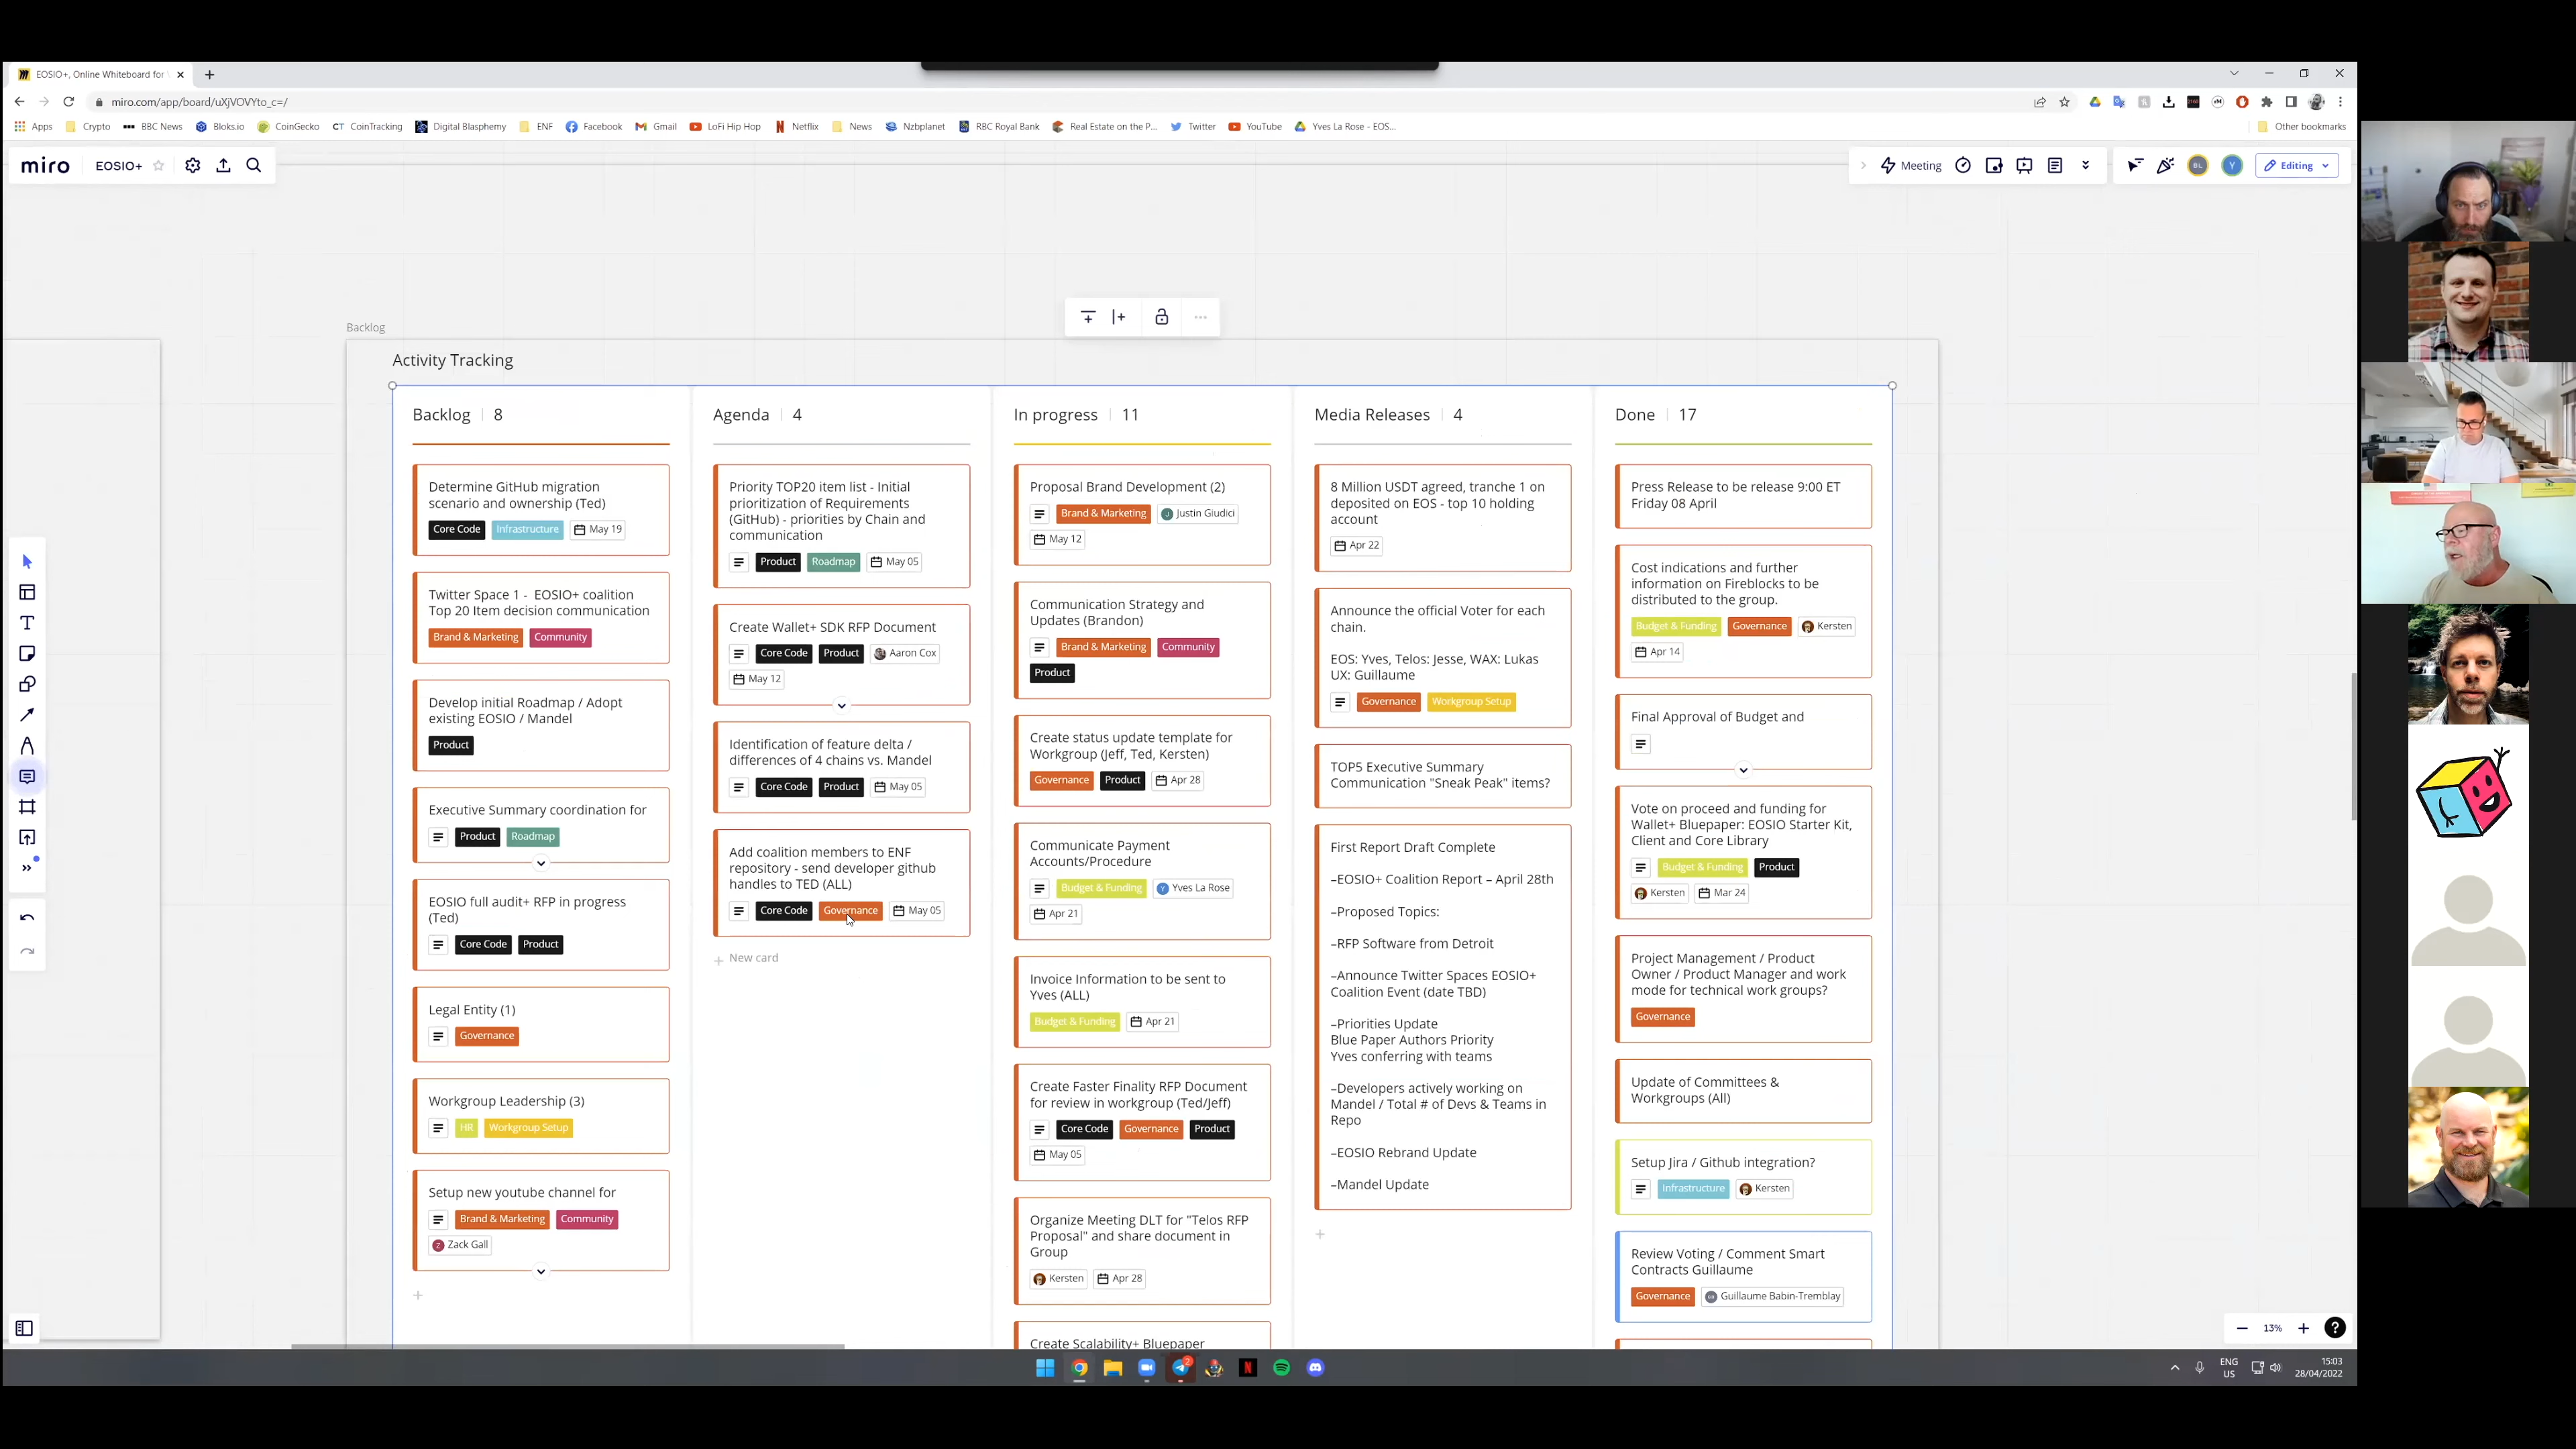 EOSIO+, Online Whiteboard for
miro.com/app/board/uXjVOVYto_c=/
Apps
Crypto
BBC News
Bloks.io
CoinGecko
CT CoinTracking
Digital Blasphemy
ENF
Facebook
Gmail
LoFi Hip Hop
Netflix
News
Nzbplanet
RBC Royal Bank
Real Estate on the P...
Twitter
YouTube
Yves La Rose - EOS...
Other bookmarks
miro
EOSIO+
Meeting
Editing
Backlog
Activity Tracking
Backlog 8
Determine GitHub migration
scenario and ownership (Ted)
Core Code Infrastructure May 19
Twitter Space 1 - EOSIO+ coalition
Top 20 Item decision communication
Brand & Marketing Community
Develop initial Roadmap / Adopt
existing EOSIO / Mandel
Product
Executive Summary coordination for
Product Roadmap
EOSIO full audit+ RFP in progress
(Ted)
Core Code Product
Legal Entity (1)
Governance
Workgroup Leadership (3)
HR Workgroup Setup
Setup new youtube channel for
Brand & Marketing Community
Z Zack Gall
Agenda 4
Priority TOP20 item list - Initial
prioritization of Requirements
(GitHub) - priorities by Chain and
communication
Product Roadmap May 05
Create Wallet+ SDK RFP Document
Core Code Product Aaron Cox
May 12
Identification of feature delta /
differences of 4 chains vs. Mandel
Core Code Product May 05
Add coalition members to ENF
repository - send developer github
handles to TED (ALL)
Core Code Governance May 05
New card
In progress 11
Proposal Brand Development (2)
Brand & Marketing J Justin Giudici
May 12
Communication Strategy and
Updates (Brandon)
Brand & Marketing Community
Product
Create status update template for
Workgroup (Jeff, Ted, Kersten)
Governance Product Apr 28
Communicate Payment
Accounts/Procedure
Budget & Funding Y Yves La Rose
Apr 21
Invoice Information to be sent to
Yves (ALL)
Budget & Funding Apr 21
Create Faster Finality RFP Document
for review in workgroup (Ted/Jeff)
Core Code Governance Product
May 05
Organize Meeting DLT for "Telos RFP
Proposal" and share document in
Group
Kersten Apr 28
Create Scalability+ Bluepaper
Media Releases 4
8 Million USDT agreed, tranche 1 on
deposited on EOS - top 10 holding
account
Apr 22
Announce the official Voter for each
chain.
EOS: Yves, Telos: Jesse, WAX: Lukas
UX: Guillaume
Governance Workgroup Setup
TOP5 Executive Summary
Communication "Sneak Peak" items?
First Report Draft Complete
–EOSIO+ Coalition Report – April 28th
–Proposed Topics:
–RFP Software from Detroit
–Announce Twitter Spaces EOSIO+
Coalition Event (date TBD)
–Priorities Update
Blue Paper Authors Priority
Yves conferring with teams
–Developers actively working on
Mandel / Total # of Devs & Teams in
Repo
–EOSIO Rebrand Update
–Mandel Update
Done 17
Press Release to be release 9:00 ET
Friday 08 April
Cost indications and further
information on Fireblocks to be
distributed to the group.
Budget & Funding Governance Kersten
Apr 14
Final Approval of Budget and
Vote on proceed and funding for
Wallet+ Bluepaper: EOSIO Starter Kit,
Client and Core Library
Budget & Funding Product
Kersten Mar 24
Project Management / Product
Owner / Product Manager and work
mode for technical work groups?
Governance
Update of Committees &
Workgroups (All)
Setup Jira / Github integration?
Infrastructure Kersten
Review Voting / Comment Smart
Contracts Guillaume
Governance Guillaume Babin-Tremblay
13%
ENG
US
15:03
28/04/2022